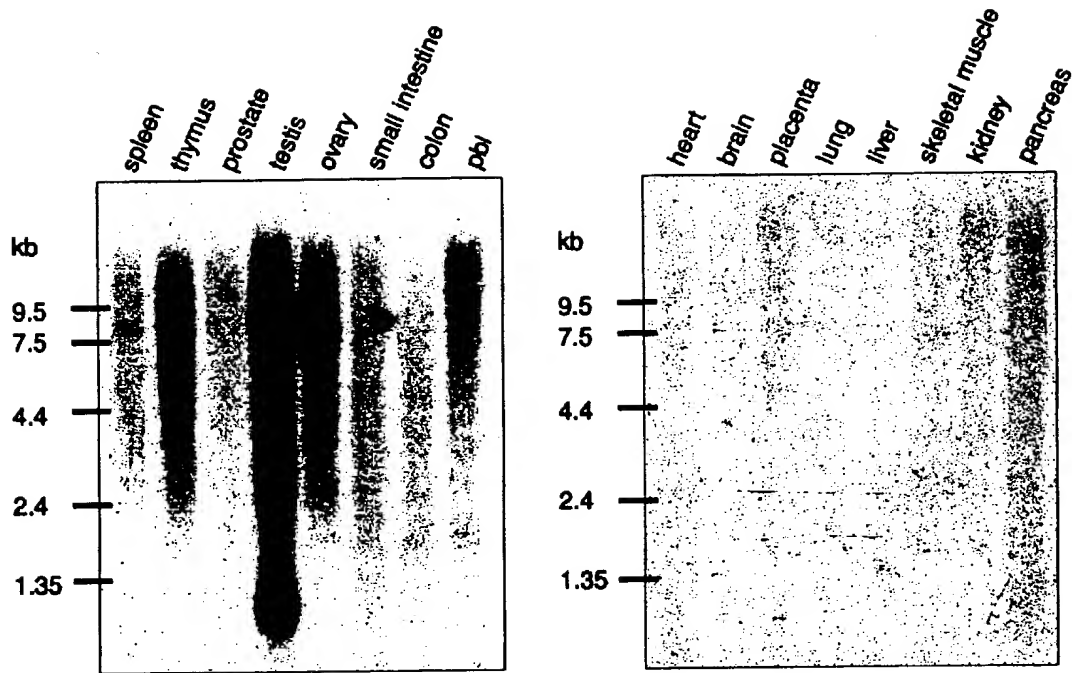 spleen
thymus
prostate
testis
ovary
small intestine
colon
pbl
kb
9.5
7.5
4.4
2.4
1.35
heart
brain
placenta
lung
liver
skeletal muscle
kidney
pancreas
kb
9.5
7.5
4.4
2.4
1.35